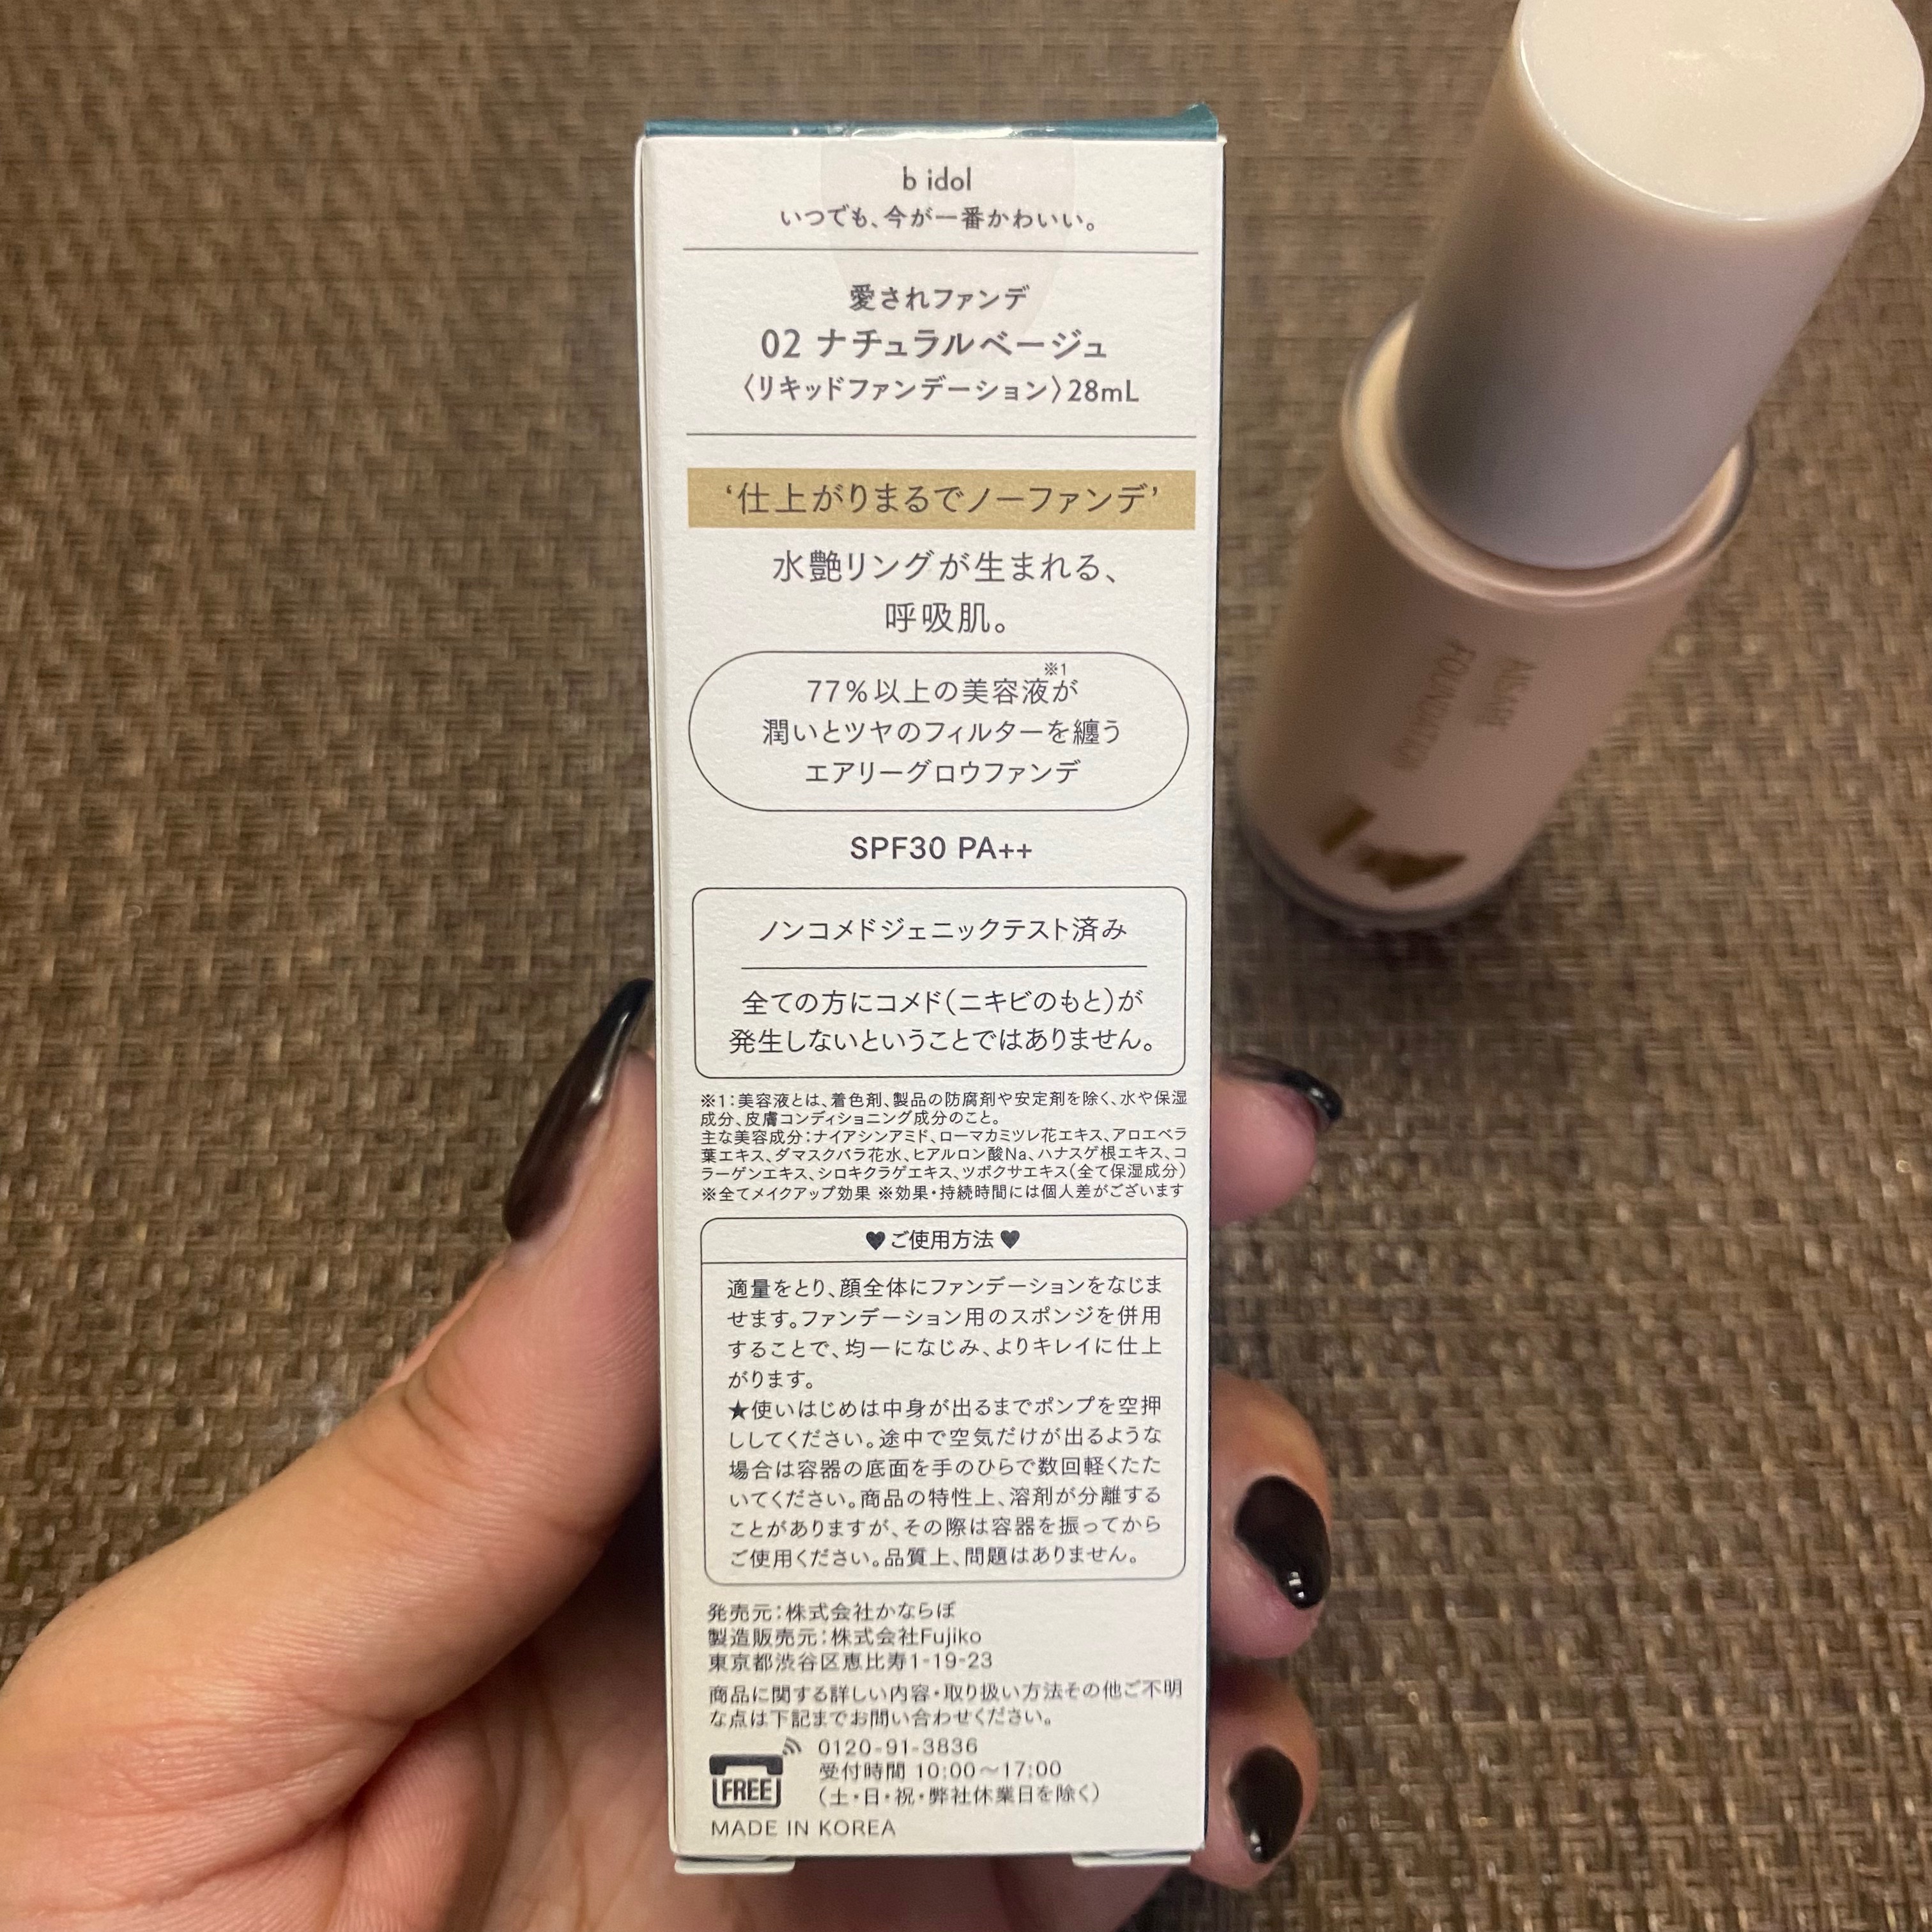 b idol
いつでも、今が一番かわいい。
愛されファンデ
02 ナチュラルベージュ
〈リキッドファンデーション〉28mL
‘仕上がりまるでノーファンデ’
水艶リングが生まれる、
呼吸肌。
77%以上の美容液※1が
潤いとツヤのフィルターを纏う
エアリーグロウファンデ
SPF30 PA++
ノンコメドジェニックテスト済み
全ての方にコメド(ニキビのもと)が
発生しないということではありません。
※1:美容液とは、着色剤、製品の防腐剤や安定剤を除く、水や保湿
成分、皮膚コンディショニング成分のこと。
主な美容成分:ナイアシンアミド、ローマカミツレ花エキス、アロエベラ
葉エキス、ダマスクバラ花水、ヒアルロン酸Na、ハナスゲ根エキス、コ
ラーゲンエキス、シロキクラゲエキス、ツボクサエキス(全て保湿成分)
※全てメイクアップ効果 ※効果・持続時間には個人差がございます
♥ご使用方法♥
適量をとり、顔全体にファンデーションをなじま
せます。ファンデーション用のスポンジを併用
することで、均一になじみ、よりキレイに仕上
がります。
★使いはじめは中身が出るまでポンプを空押
ししてください。途中で空気だけが出るような
場合は容器の底面を手のひらで数回軽くたた
いてください。商品の特性上、溶剤が分離する
ことがありますが、その際は容器を振ってから
ご使用ください。品質上、問題はありません。
発売元:株式会社かならぼ
製造販売元:株式会社Fujiko
東京都渋谷区恵比寿1-19-23
商品に関する詳しい内容・取り扱い方法その他ご不明
な点は下記までお問い合わせください。
FREE
0120-91-3836
受付時間 10:00～17:00
(土・日・祝・弊社休業日を除く)
MADE IN KOREA
FOUNDATION